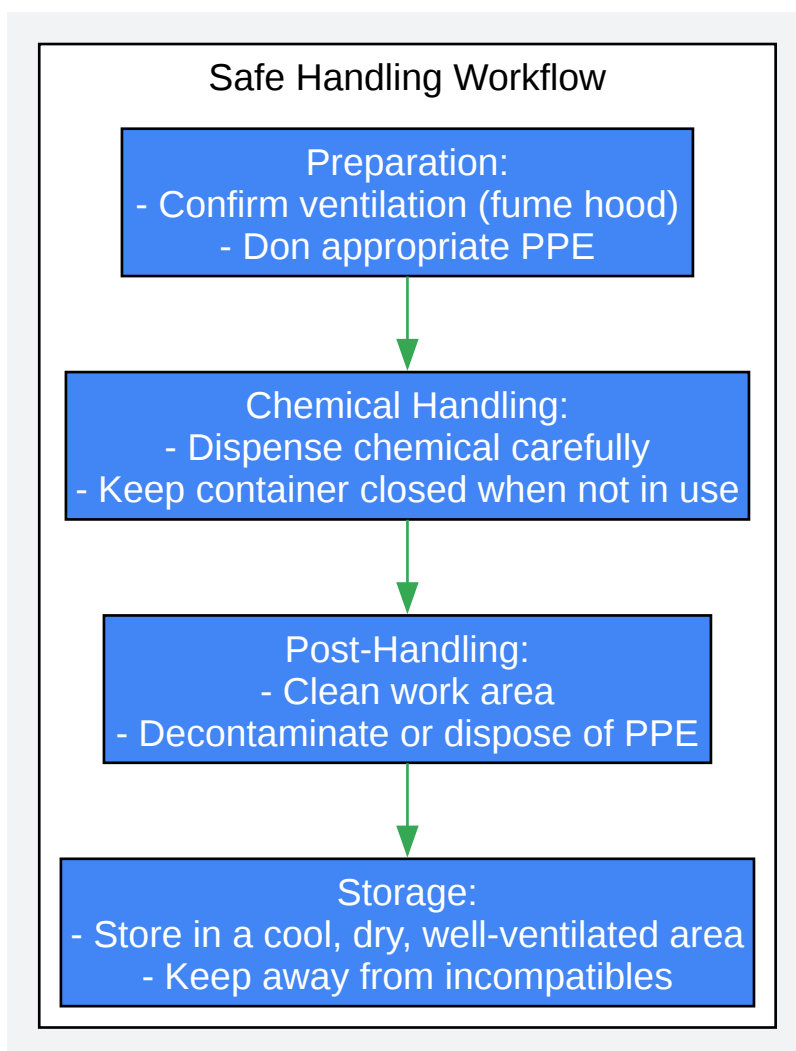 Safe Handling Workflow
Preparation:
- Confirm ventilation (fume hood)
- Don appropriate PPE
Chemical Handling:
- Dispense chemical carefully
- Keep container closed when not in use
Post-Handling:
- Clean work area
- Decontaminate or dispose of PPE
Storage:
- Store in a cool, dry, well-ventilated area
- Keep away from incompatibles